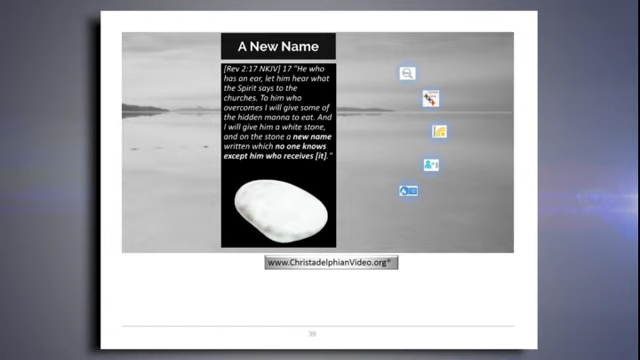 A New Name
[Rev 2:17 NKJV] 17 "He who
has an ear, let him hear what
the Spirit says to the
churches. To him who
overcomes I will give some of
the hidden manna to eat. And
I will give him a white stone,
and on the stone a new name
written which no one knows
except him who receives [it]."
www.ChristadelphianVideo.org®
39